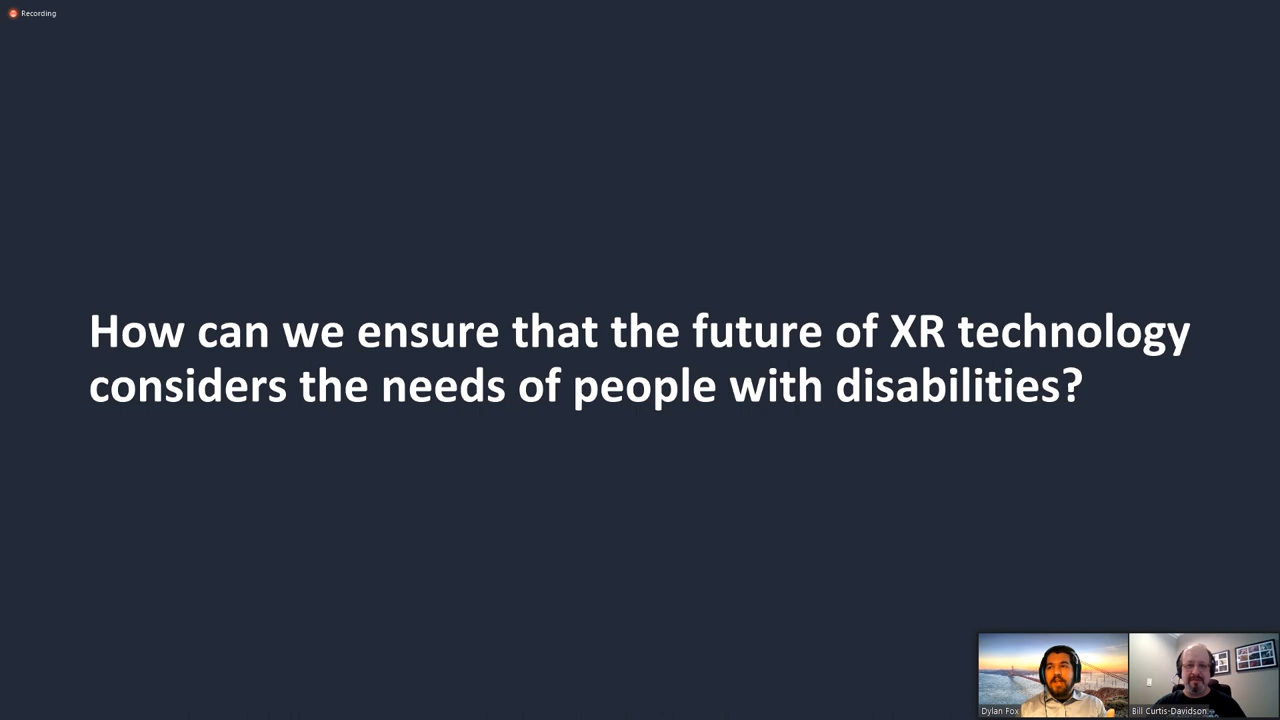 Recording
How can we ensure that the future of XR technology
considers the needs of people with disabilities?
Dylan Fox
Bill Curtis-Davidson